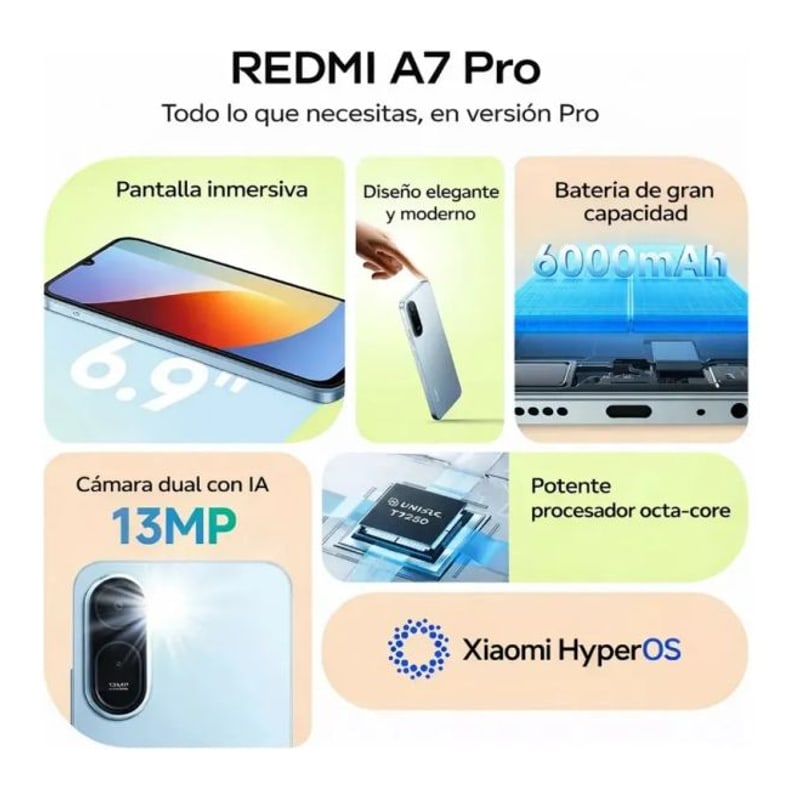 REDMI A7 Pro
Todo lo que necesitas, en versión Pro
Pantalla inmersiva
6.9"
Diseño elegante
y moderno
Bateria de gran
capacidad
6000mAh
Cámara dual con IA
13MP
13MP
UNISOC
T7250
Potente
procesador octa-core
Xiaomi HyperOS